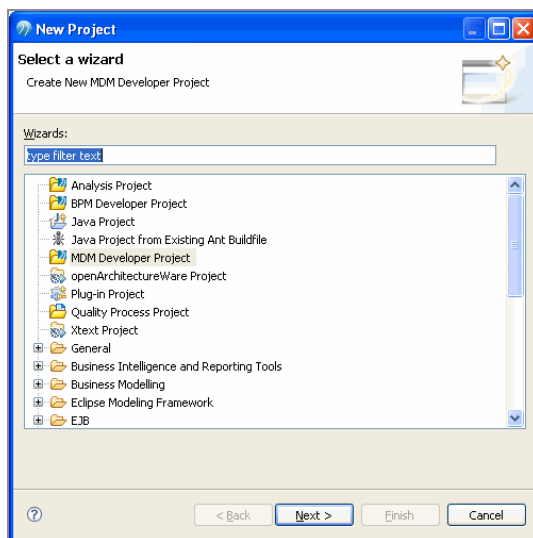 New Project
Select a wizard
Create New MDM Developer Project
Wizards:
type filter text
Analysis Project
BPM Developer Project
Java Project
Java Project from Existing Ant Buildfile
MDM Developer Project
openArchitectureWare Project
Plug-in Project
Quality Process Project
Xtext Project
General
Business Intelligence and Reporting Tools
Business Modelling
Eclipse Modeling Framework
EJB
? < Back Next > Finish Cancel